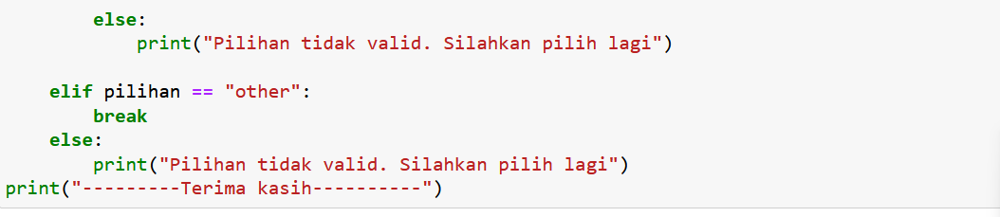 else:
            print("Pilihan tidak valid. Silahkan pilih lagi")

    elif pilihan == "other":
        break
    else:
        print("Pilihan tidak valid. Silahkan pilih lagi")
print("---------Terima kasih----------")